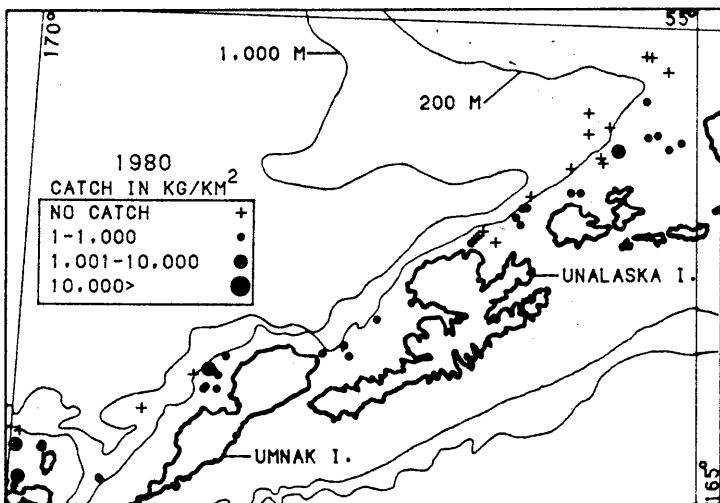 170°
55°
1.000 M
200 M
1980
CATCH IN KG/KM²
NO CATCH +
1-1.000
1.001-10.000
10.000>
UNALASKA I.
UMNAK I.
165°